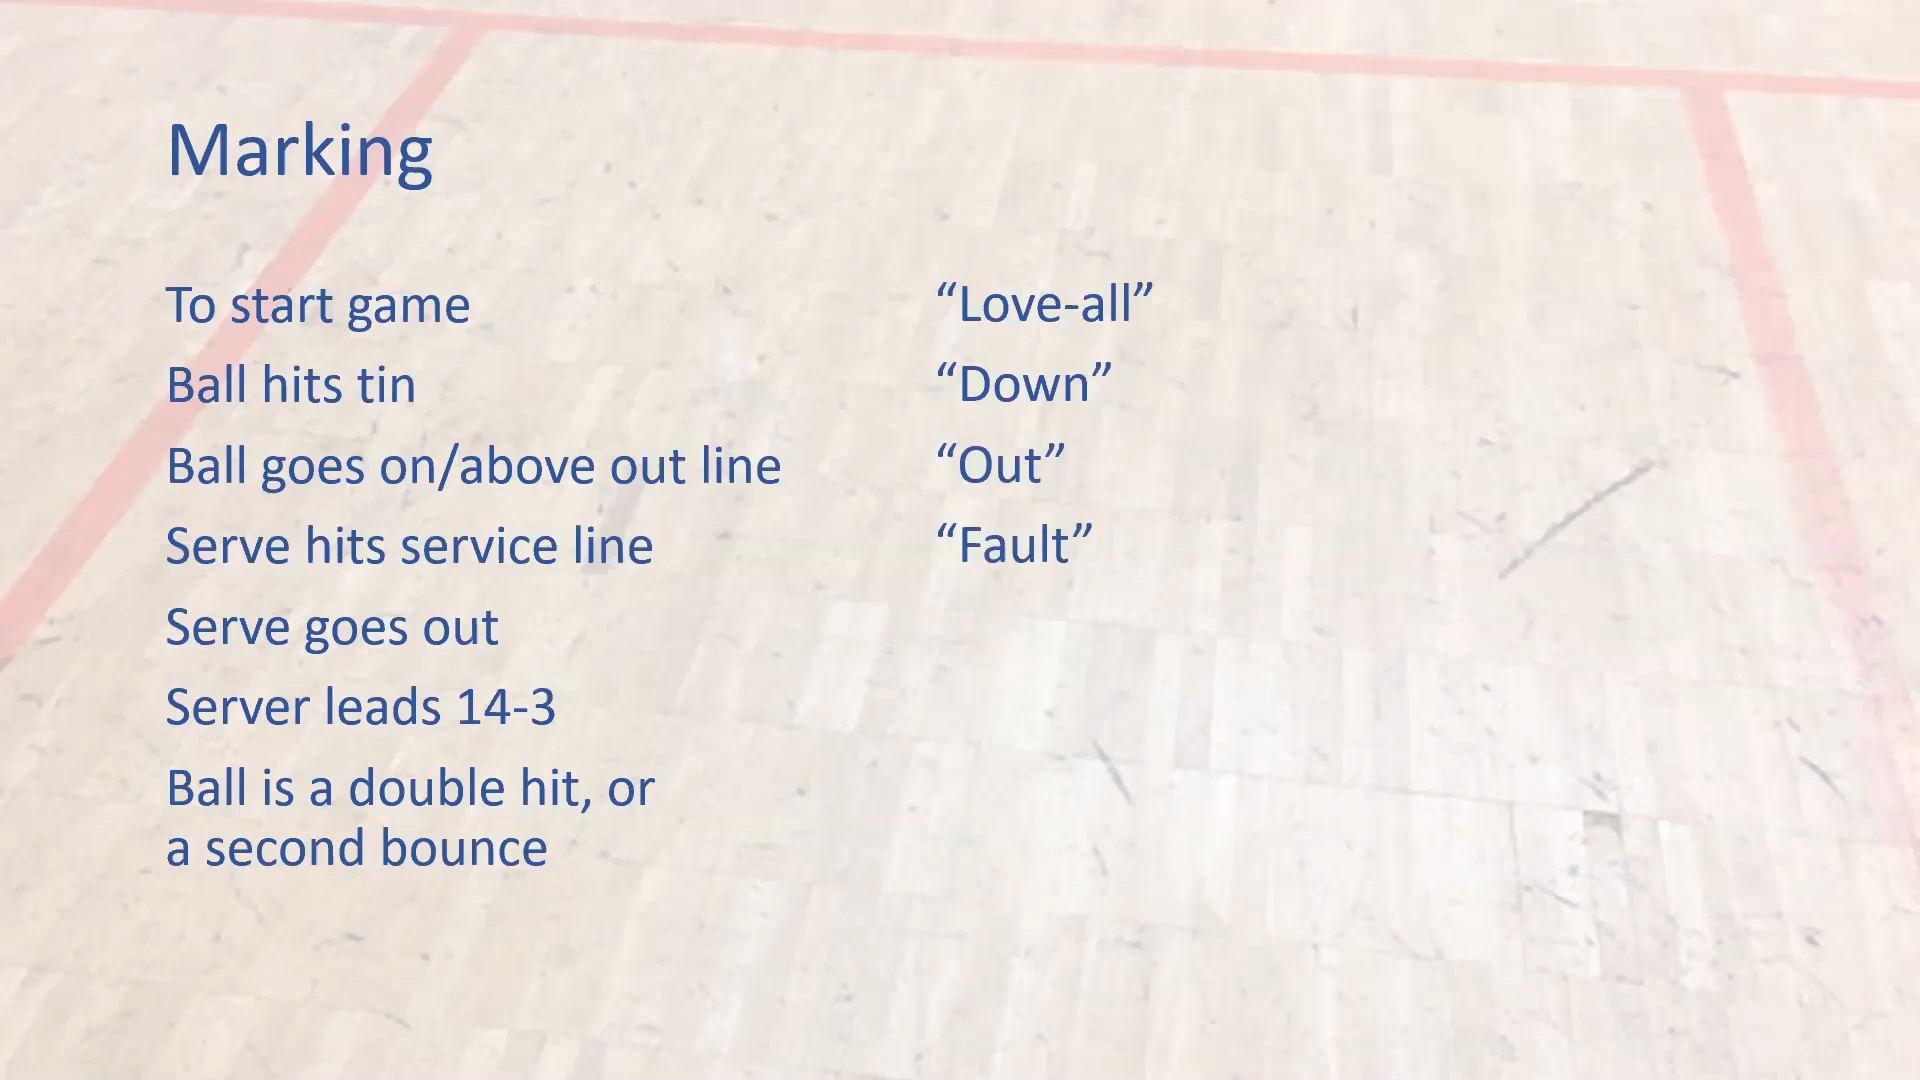 Marking
To start game “Love-all”
Ball hits tin “Down”
Ball goes on/above out line “Out”
Serve hits service line “Fault”
Serve goes out
Server leads 14-3
Ball is a double hit, or
a second bounce